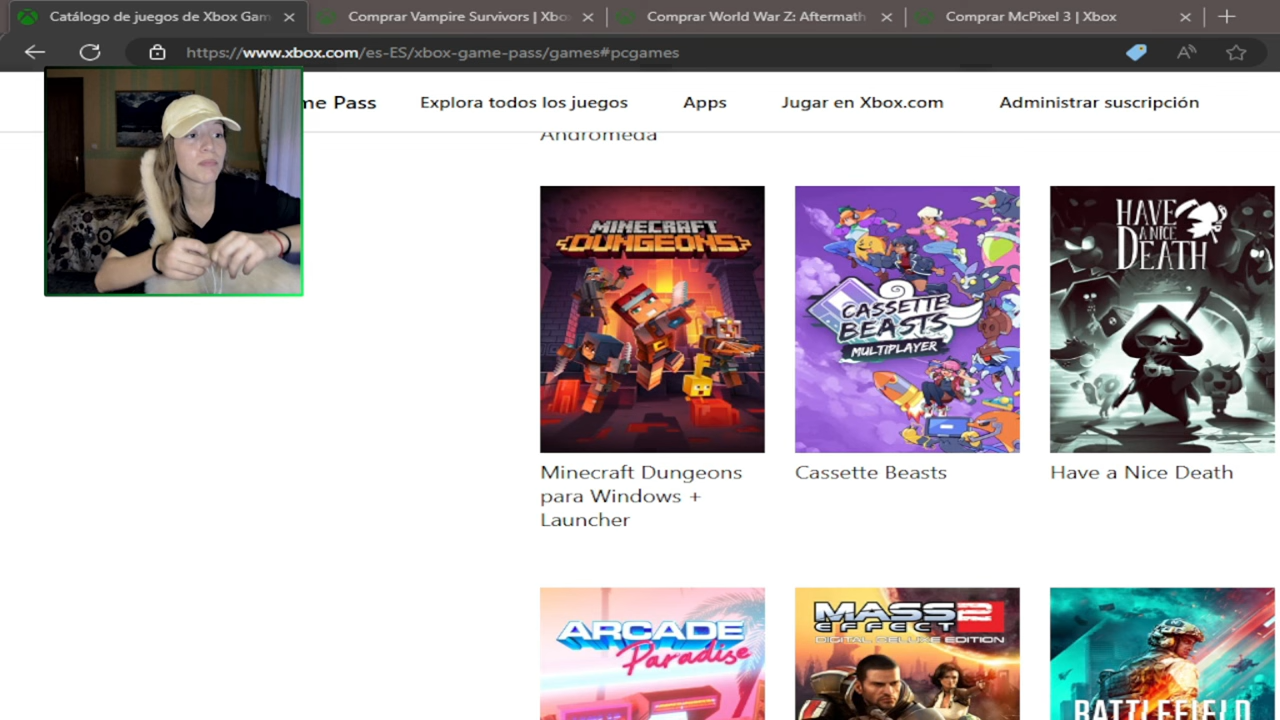 Catálogo de juegos de Xbox Gam
Comprar Vampire Survivors | Xbo
Comprar World War Z: Aftermath
Comprar McPixel 3 | Xbox
https://www.xbox.com/es-ES/xbox-game-pass/games#pcgames
me Pass
Explora todos los juegos
Apps
Jugar en Xbox.com
Administrar suscripción
Andromeda
MINECRAFT
DUNGEONS
CASSETTE
BEASTS
MULTIPLAYER
HAVE
A NICE
DEATH
Minecraft Dungeons
para Windows +
Launcher
Cassette Beasts
Have a Nice Death
ARCADE
Paradise
MASS 2
EFFECT
DIGITAL DELUXE EDITION
BATTLEFIELD